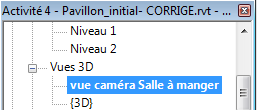 Activité 4 - Pavillon_initial- CORRIGE.rvt - ...
Niveau 1
Niveau 2
Vues 3D
vue caméra Salle à manger
{3D}